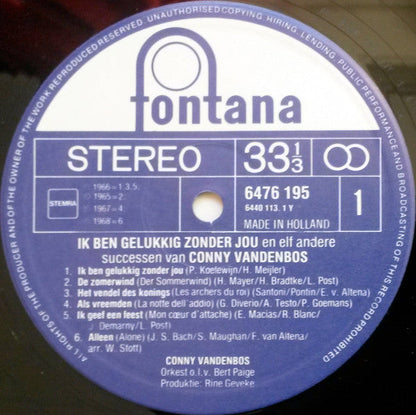 ALL RIGHTS OF THE PRODUCER AND OF THE OWNER OF THE WORK REPRODUCED RESERVED. UNAUTHORISED COPYING, HIRING, LENDING, PUBLIC PERFORMANCE AND BROADCASTING OF THIS RECORD PROHIBITED
fontana
STEREO 33 1/3
6476 195
6440 113. 1 Y
MADE IN HOLLAND
1
STEMRA
℗
1966=1.3.5.
1965=2.
1967=4.
1968=6.
IK BEN GELUKKIG ZONDER JOU en elf andere
successen van CONNY VANDENBOS
1. Ik ben gelukkig zonder jou (P. Koelewijn/H. Meijler)
2. De zomerwind (Der Sommerwind) (H. Mayer/H. Bradtke/L. Post)
3. Het vendel des konings (Les archers du roi) (Santoni/Pontin/E. v. Altena)
4. Als vreemden (La notte dell'addio) (G. Diverio/A. Testo/P. Goemans)
5. Ik geef een feest (Mon cœur d'attache) (E. Macias/R. Blanc/
J. Demarny/L. Post)
6. Alleen (Alone) (J. S. Bach/S. Maughan/F. van Altena/
arr. W. Stott)
CONNY VANDENBOS
Orkest o.l.v. Bert Paige
Produktie: Rine Geveke